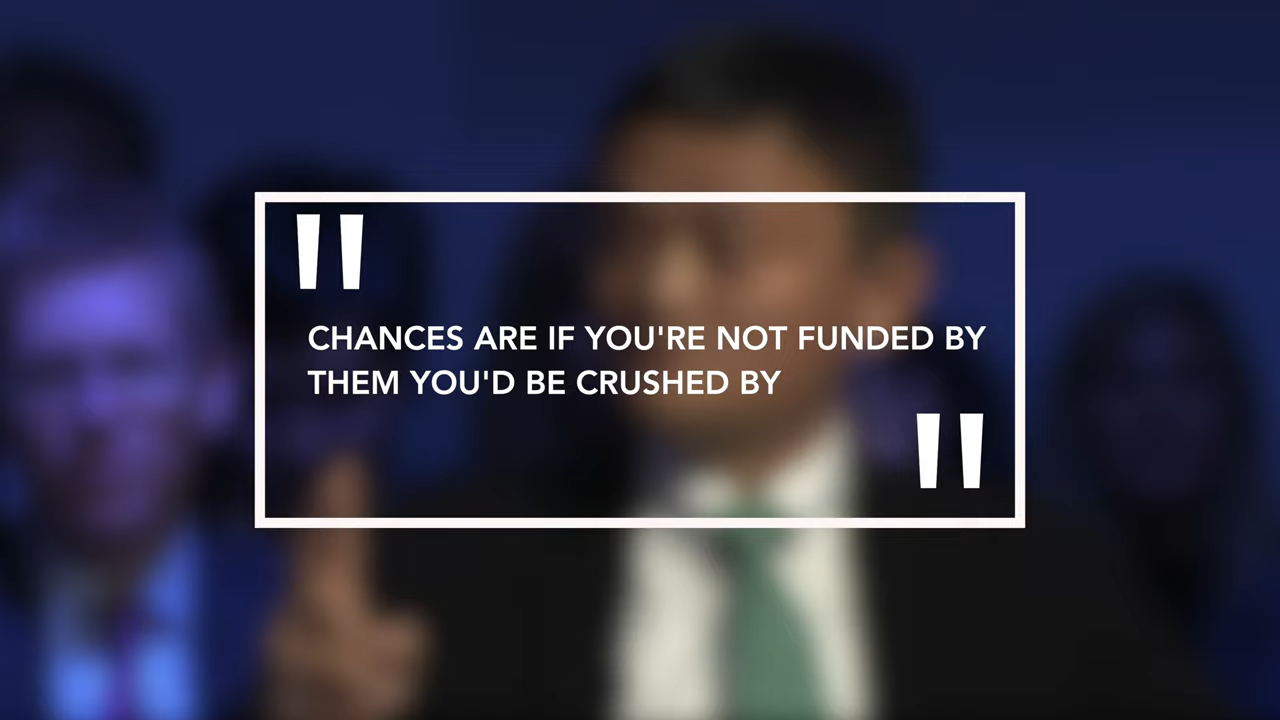 "
CHANCES ARE IF YOU'RE NOT FUNDED BY
THEM YOU'D BE CRUSHED BY
"